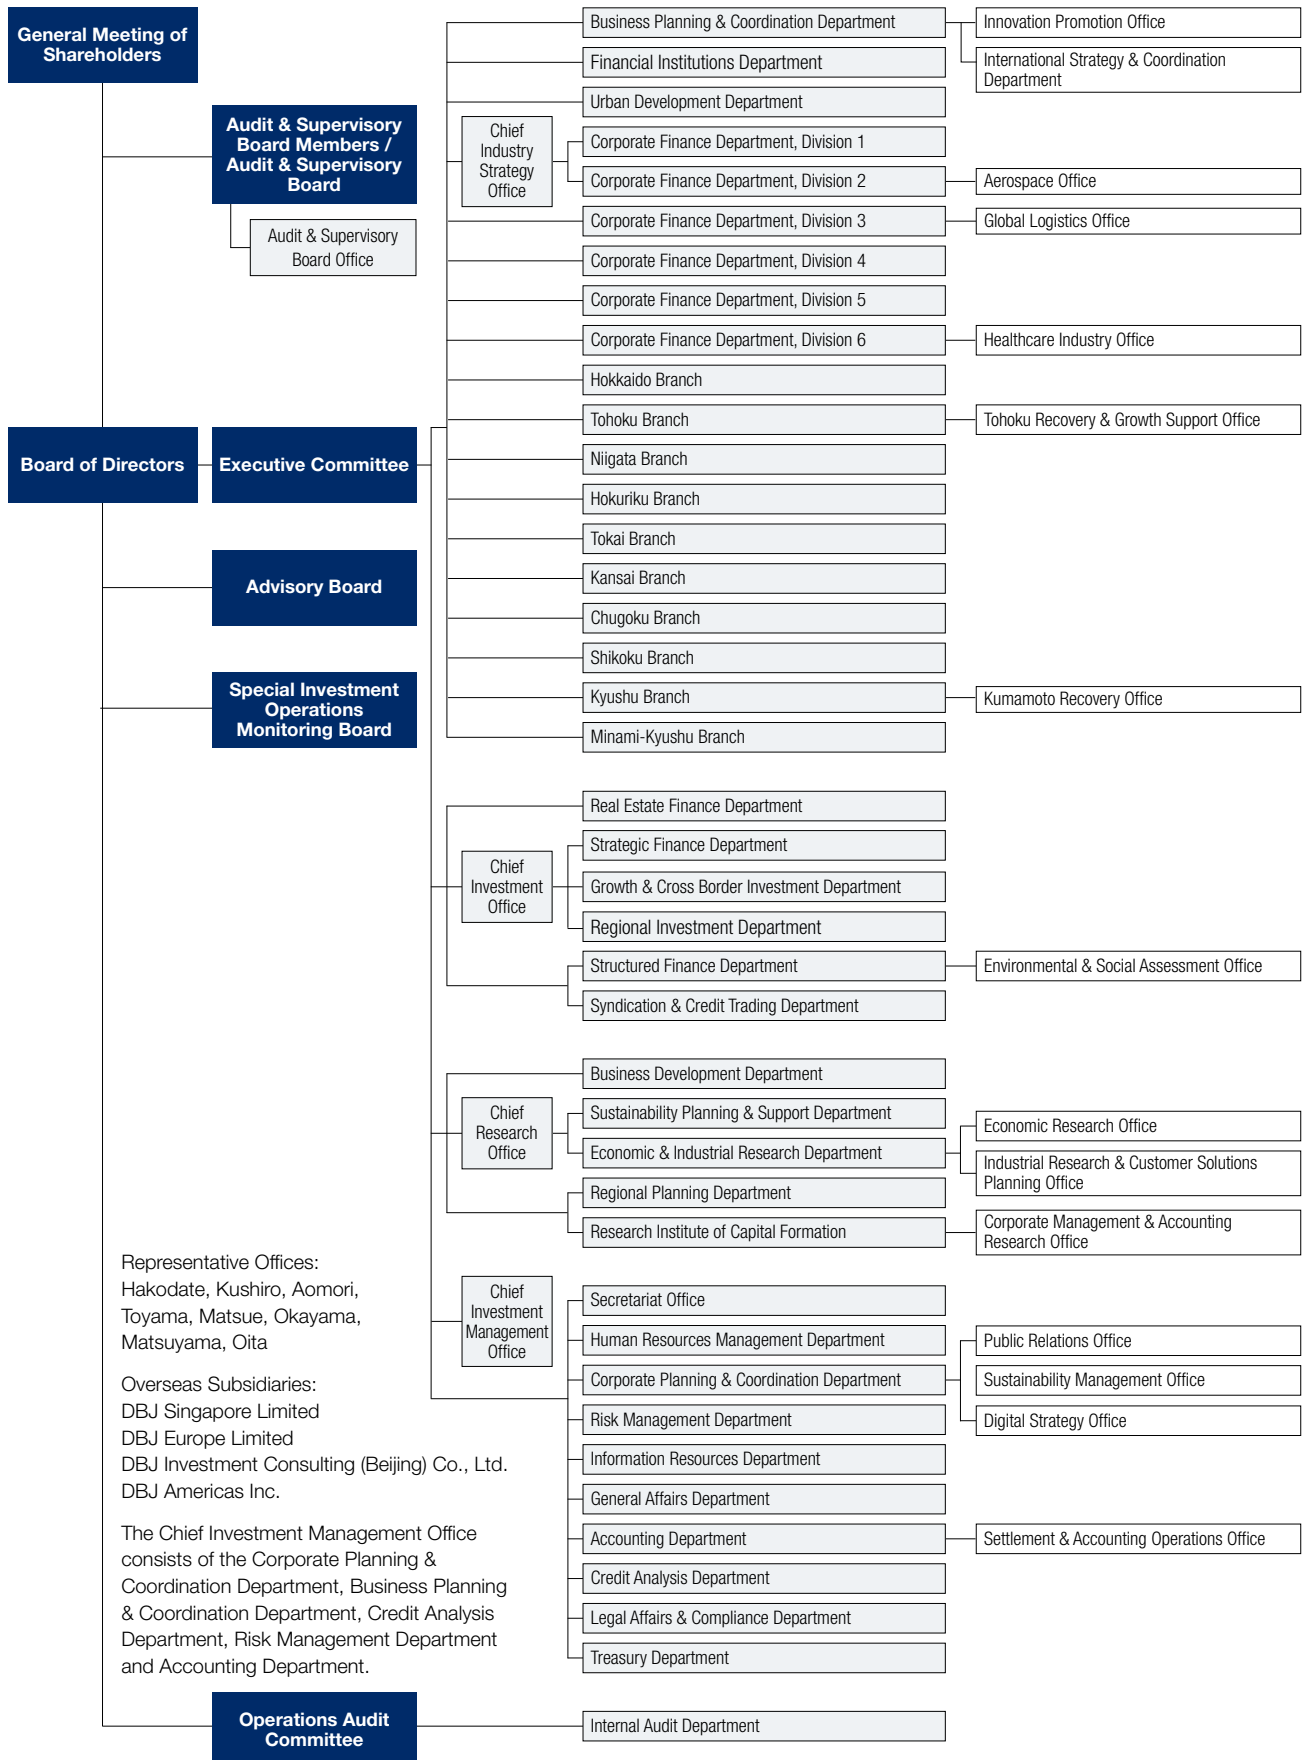 General Meeting of
Shareholders
Audit & Supervisory
Board Members /
Audit & Supervisory
Board
Audit & Supervisory
Board Office
Board of Directors
Executive Committee
Advisory Board
Special Investment
Operations
Monitoring Board
Business Planning & Coordination Department
Innovation Promotion Office
International Strategy & Coordination
Department
Financial Institutions Department
Urban Development Department
Chief
Industry
Strategy
Office
Corporate Finance Department, Division 1
Corporate Finance Department, Division 2
Aerospace Office
Corporate Finance Department, Division 3
Global Logistics Office
Corporate Finance Department, Division 4
Corporate Finance Department, Division 5
Corporate Finance Department, Division 6
Healthcare Industry Office
Hokkaido Branch
Tohoku Branch
Tohoku Recovery & Growth Support Office
Niigata Branch
Hokuriku Branch
Tokai Branch
Kansai Branch
Chugoku Branch
Shikoku Branch
Kyushu Branch
Kumamoto Recovery Office
Minami-Kyushu Branch
Real Estate Finance Department
Chief
Investment
Office
Strategic Finance Department
Growth & Cross Border Investment Department
Regional Investment Department
Structured Finance Department
Environmental & Social Assessment Office
Syndication & Credit Trading Department
Business Development Department
Chief
Research
Office
Sustainability Planning & Support Department
Economic & Industrial Research Department
Economic Research Office
Industrial Research & Customer Solutions
Planning Office
Regional Planning Department
Research Institute of Capital Formation
Corporate Management & Accounting
Research Office
Chief
Investment
Management
Office
Secretariat Office
Human Resources Management Department
Corporate Planning & Coordination Department
Public Relations Office
Sustainability Management Office
Digital Strategy Office
Risk Management Department
Information Resources Department
General Affairs Department
Accounting Department
Settlement & Accounting Operations Office
Credit Analysis Department
Legal Affairs & Compliance Department
Treasury Department
Representative Offices:
Hakodate, Kushiro, Aomori,
Toyama, Matsue, Okayama,
Matsuyama, Oita
Overseas Subsidiaries:
DBJ Singapore Limited
DBJ Europe Limited
DBJ Investment Consulting (Beijing) Co., Ltd.
DBJ Americas Inc.
The Chief Investment Management Office
consists of the Corporate Planning &
Coordination Department, Business Planning
& Coordination Department, Credit Analysis
Department, Risk Management Department
and Accounting Department.
Operations Audit
Committee
Internal Audit Department